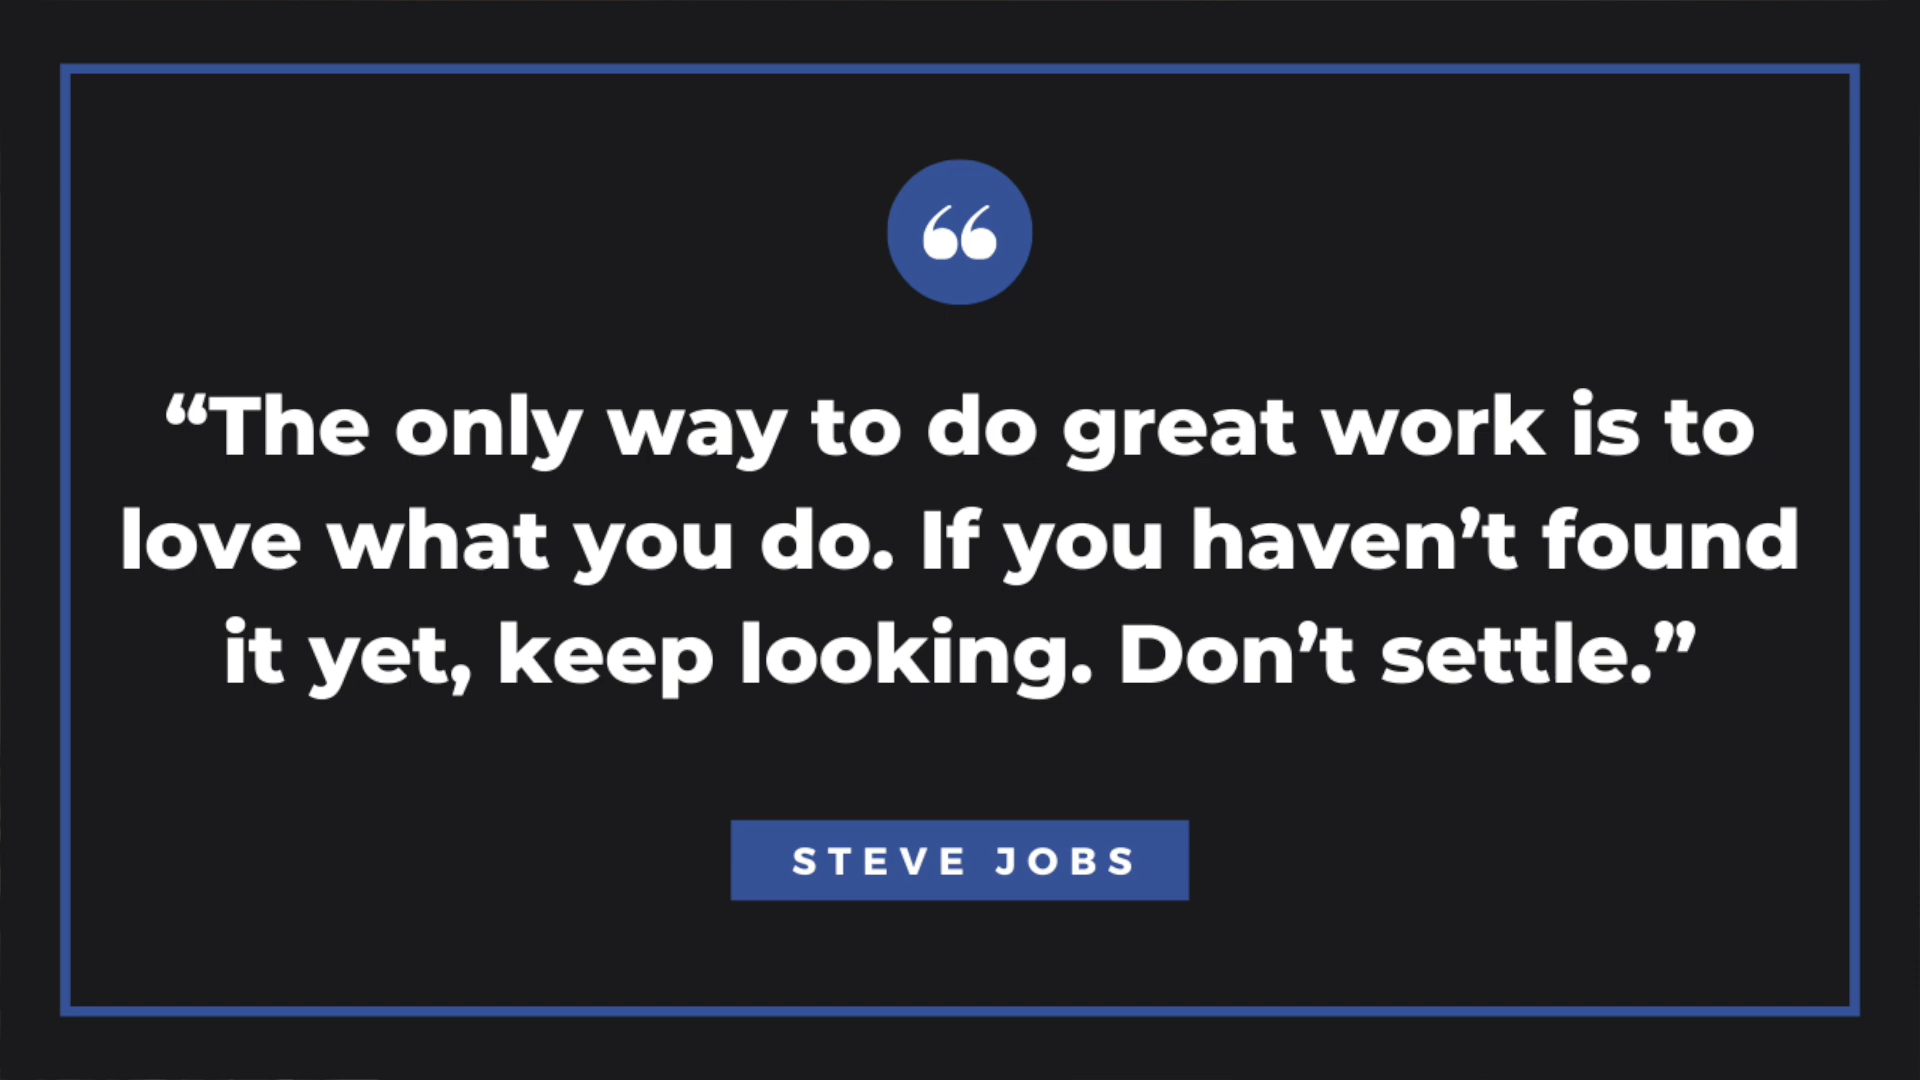 “
“The only way to do great work is to
love what you do. If you haven’t found
it yet, keep looking. Don’t settle.”
STEVE JOBS